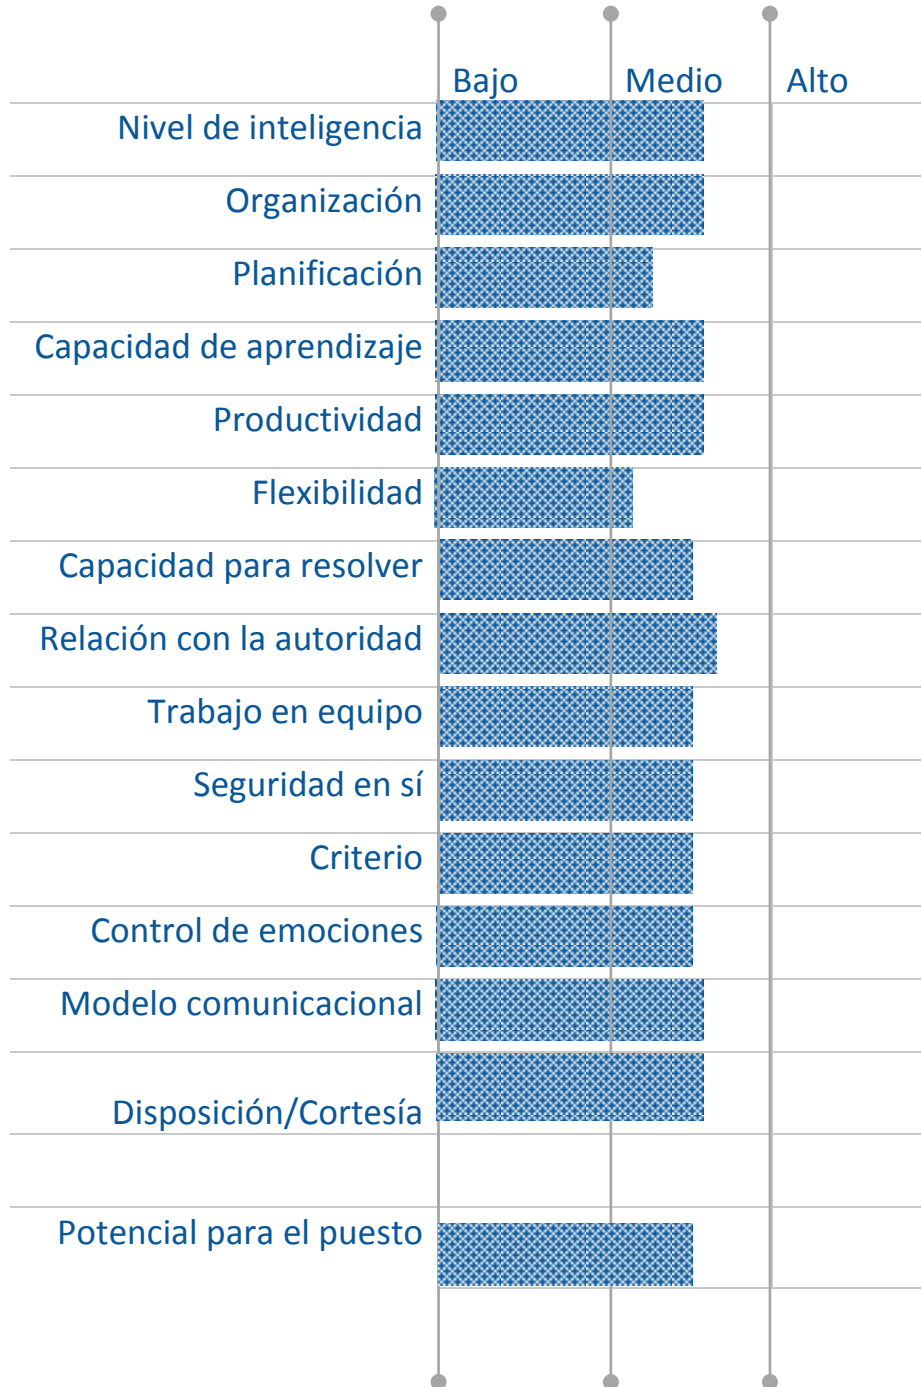 Bajo Medio Alto
Nivel de inteligencia
Organización
Planificación
Capacidad de aprendizaje
Productividad
Flexibilidad
Capacidad para resolver
Relación con la autoridad
Trabajo en equipo
Seguridad en sí
Criterio
Control de emociones
Modelo comunicacional
Disposición/Cortesía
Potencial para el puesto